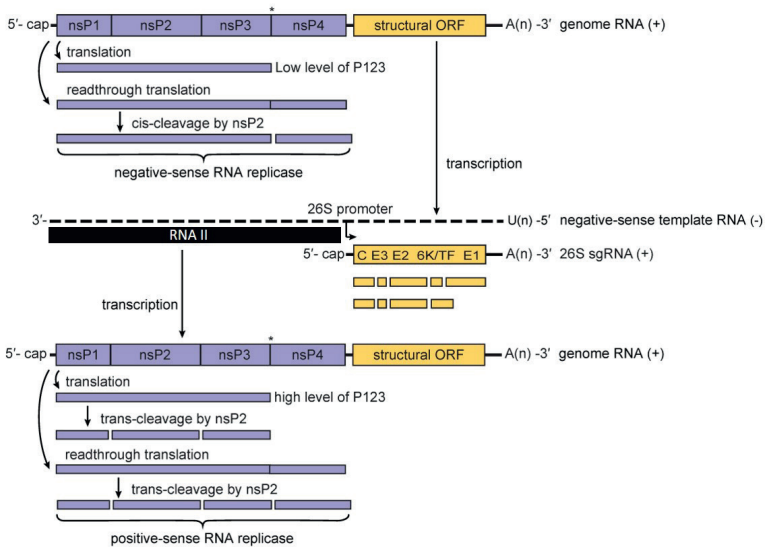 *
5′- cap nsP1 nsP2 nsP3 nsP4 structural ORF A(n) -3′ genome RNA (+)
translation
Low level of P123
readthrough translation
cis-cleavage by nsP2
negative-sense RNA replicase
transcription
26S promoter
3′- U(n) -5′ negative-sense template RNA (-)
RNA II
5′- cap C E3 E2 6K/TF E1 A(n) -3′ 26S sgRNA (+)
transcription
*
5′- cap nsP1 nsP2 nsP3 nsP4 structural ORF A(n) -3′ genome RNA (+)
translation
high level of P123
trans-cleavage by nsP2
readthrough translation
trans-cleavage by nsP2
positive-sense RNA replicase